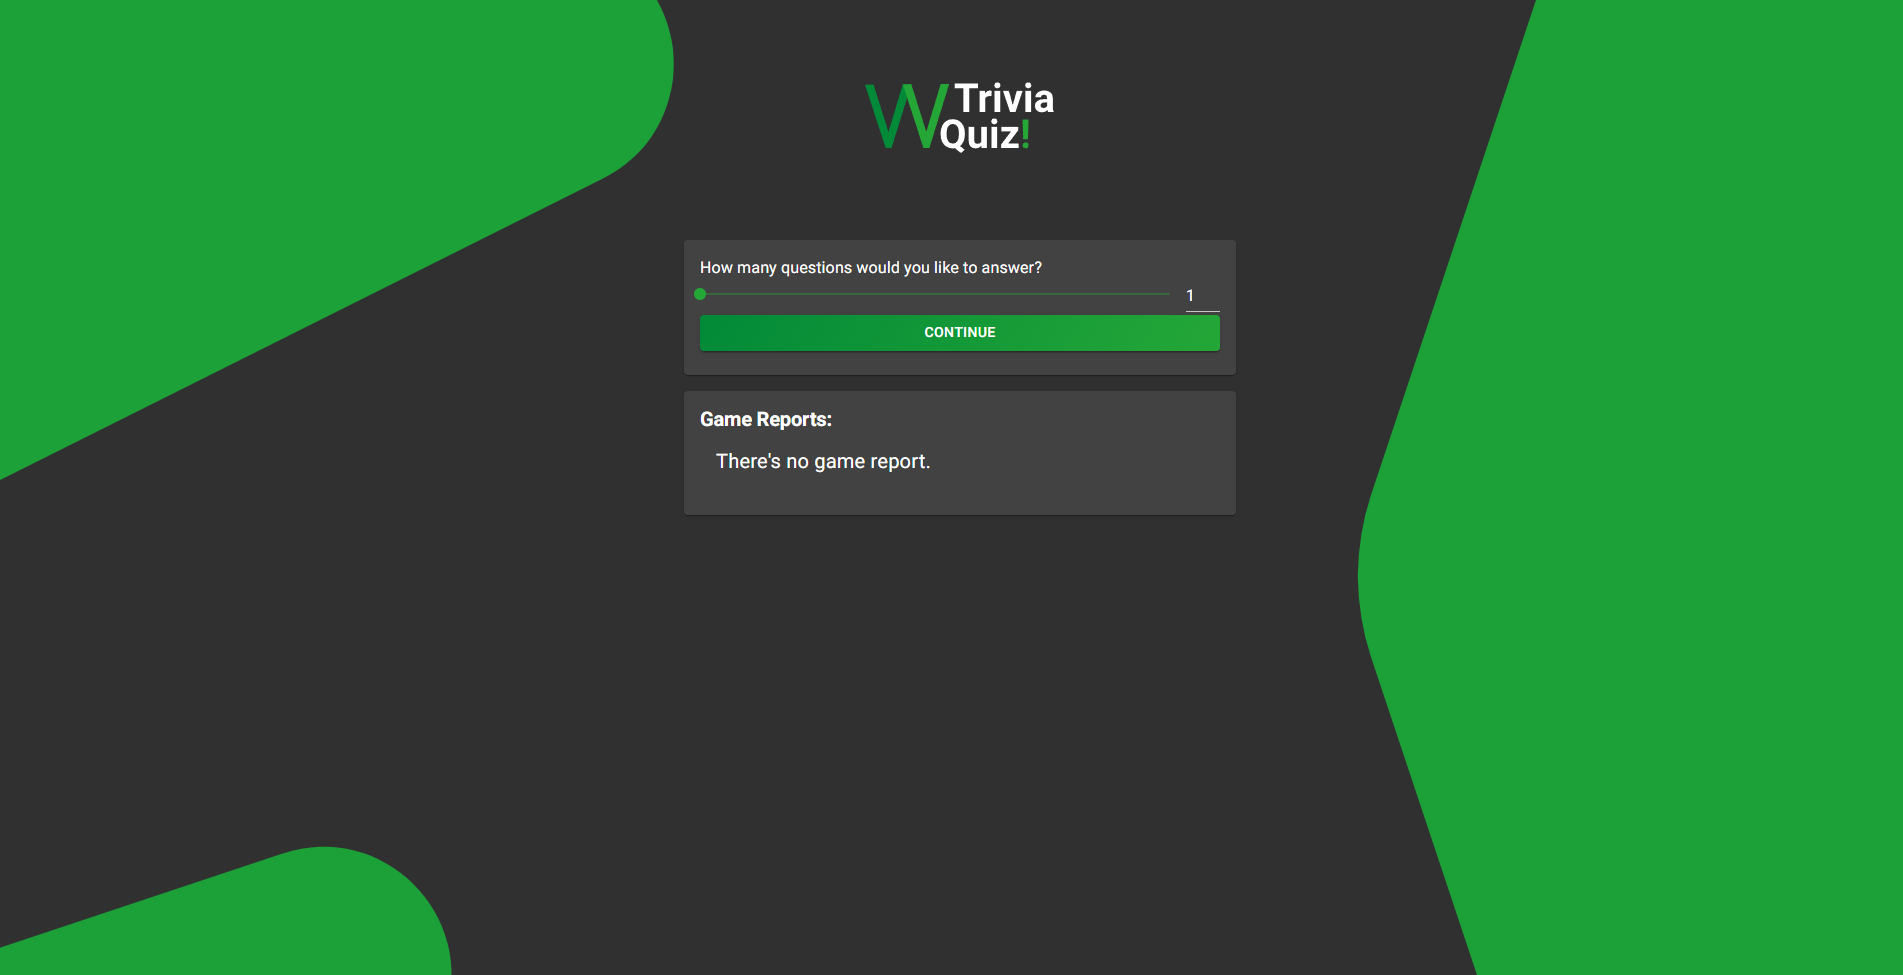 W Trivia
Quiz!
How many questions would you like to answer?
1
CONTINUE
Game Reports:
There's no game report.